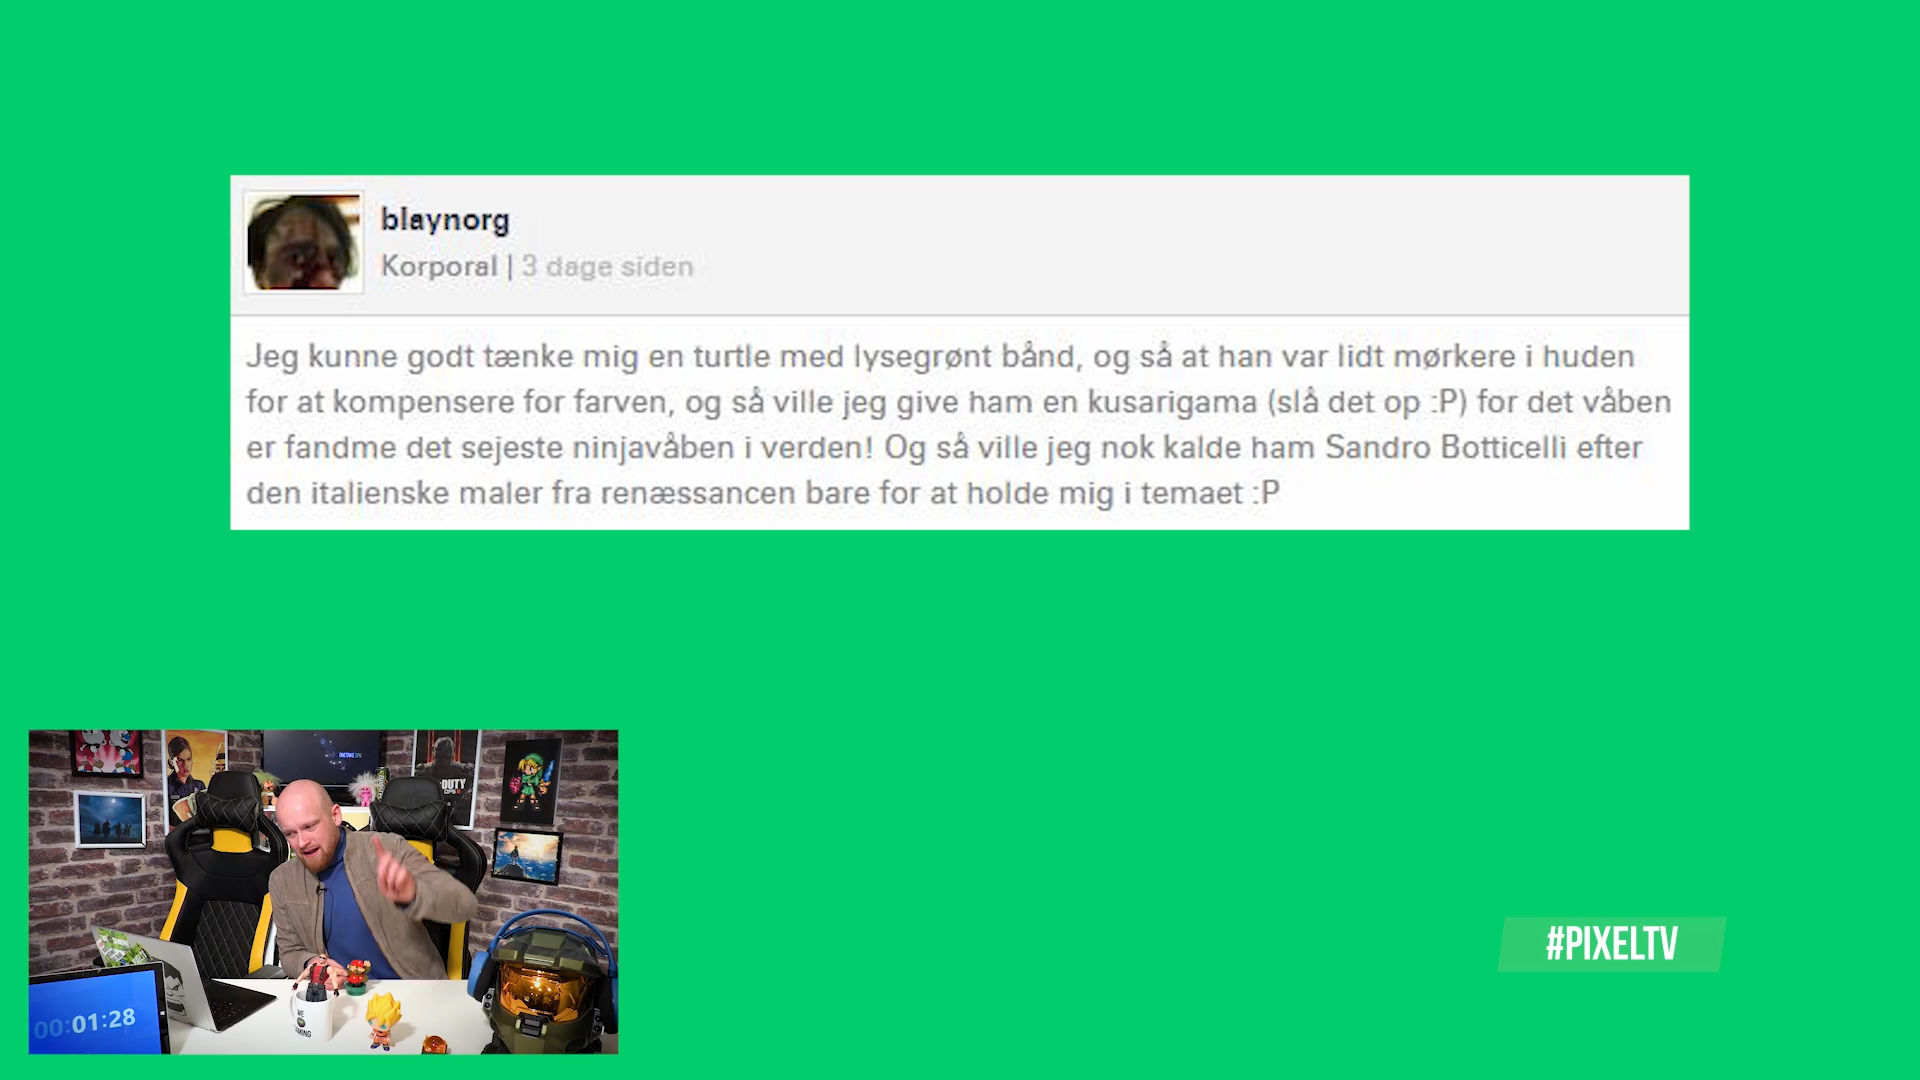 blaynorg
Korporal | 3 dage siden
Jeg kunne godt tænke mig en turtle med lysegrønt bånd, og så at han var lidt mørkere i huden
for at kompensere for farven, og så ville jeg give ham en kusarigama (slå det op :P) for det våben
er fandme det sejeste ninjavåben i verden! Og så ville jeg nok kalde ham Sandro Botticelli efter
den italienske maler fra renæssancen bare for at holde mig i temaet :P
DUTY
OPS
00:01:28
#PIXELTV